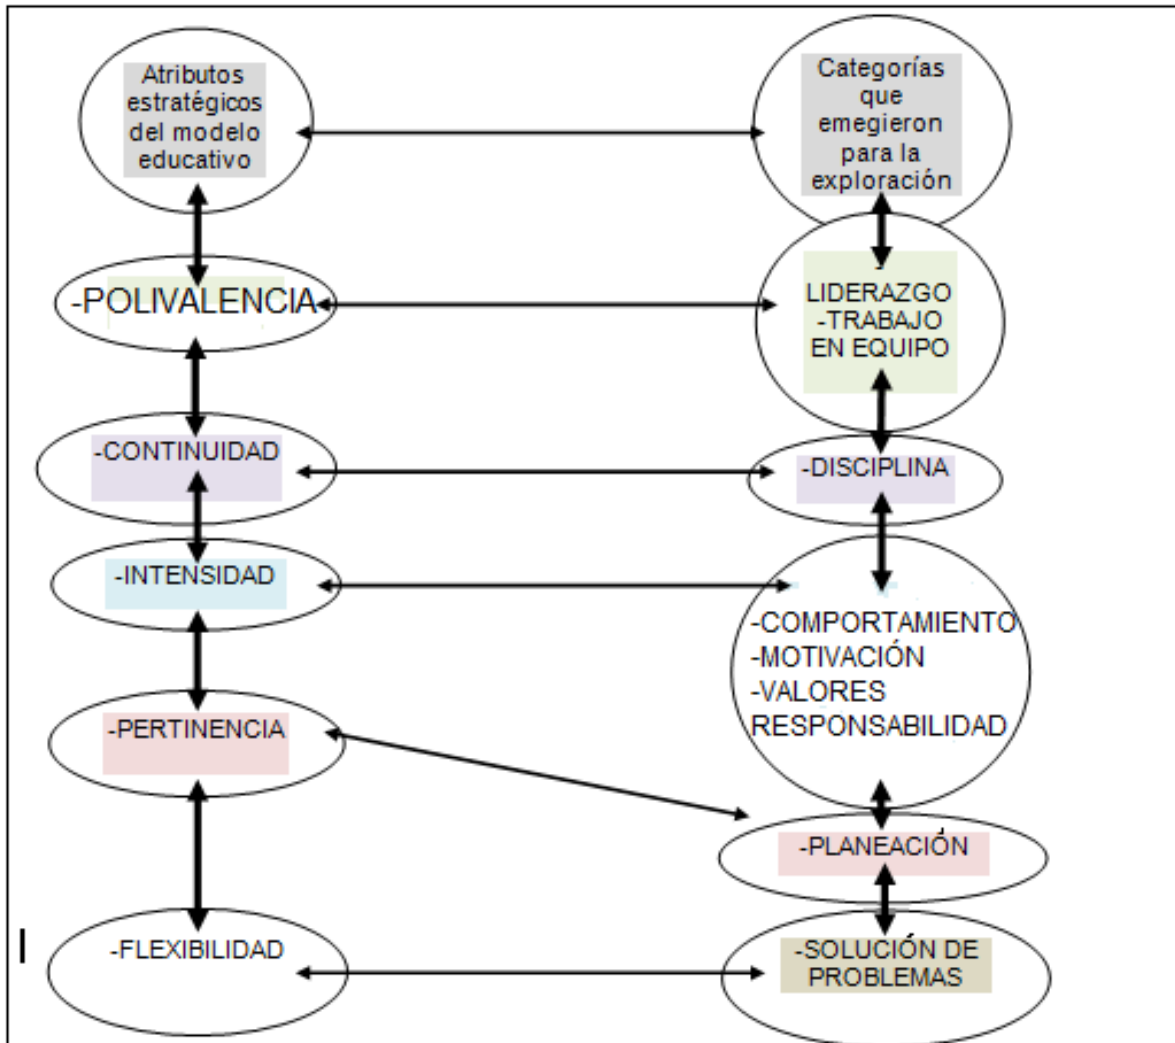 Atributos
estratégicos
del modelo
educativo
Categorías
que
emegieron
para la
exploración
-POLIVALENCIA
-
LIDERAZGO
-TRABAJO
EN EQUIPO
-CONTINUIDAD
-DISCIPLINA
-INTENSIDAD
-COMPORTAMIENTO
-MOTIVACIÓN
-VALORES
RESPONSABILIDAD
-PERTINENCIA
-PLANEACIÓN
-FLEXIBILIDAD
-SOLUCIÓN DE
PROBLEMAS